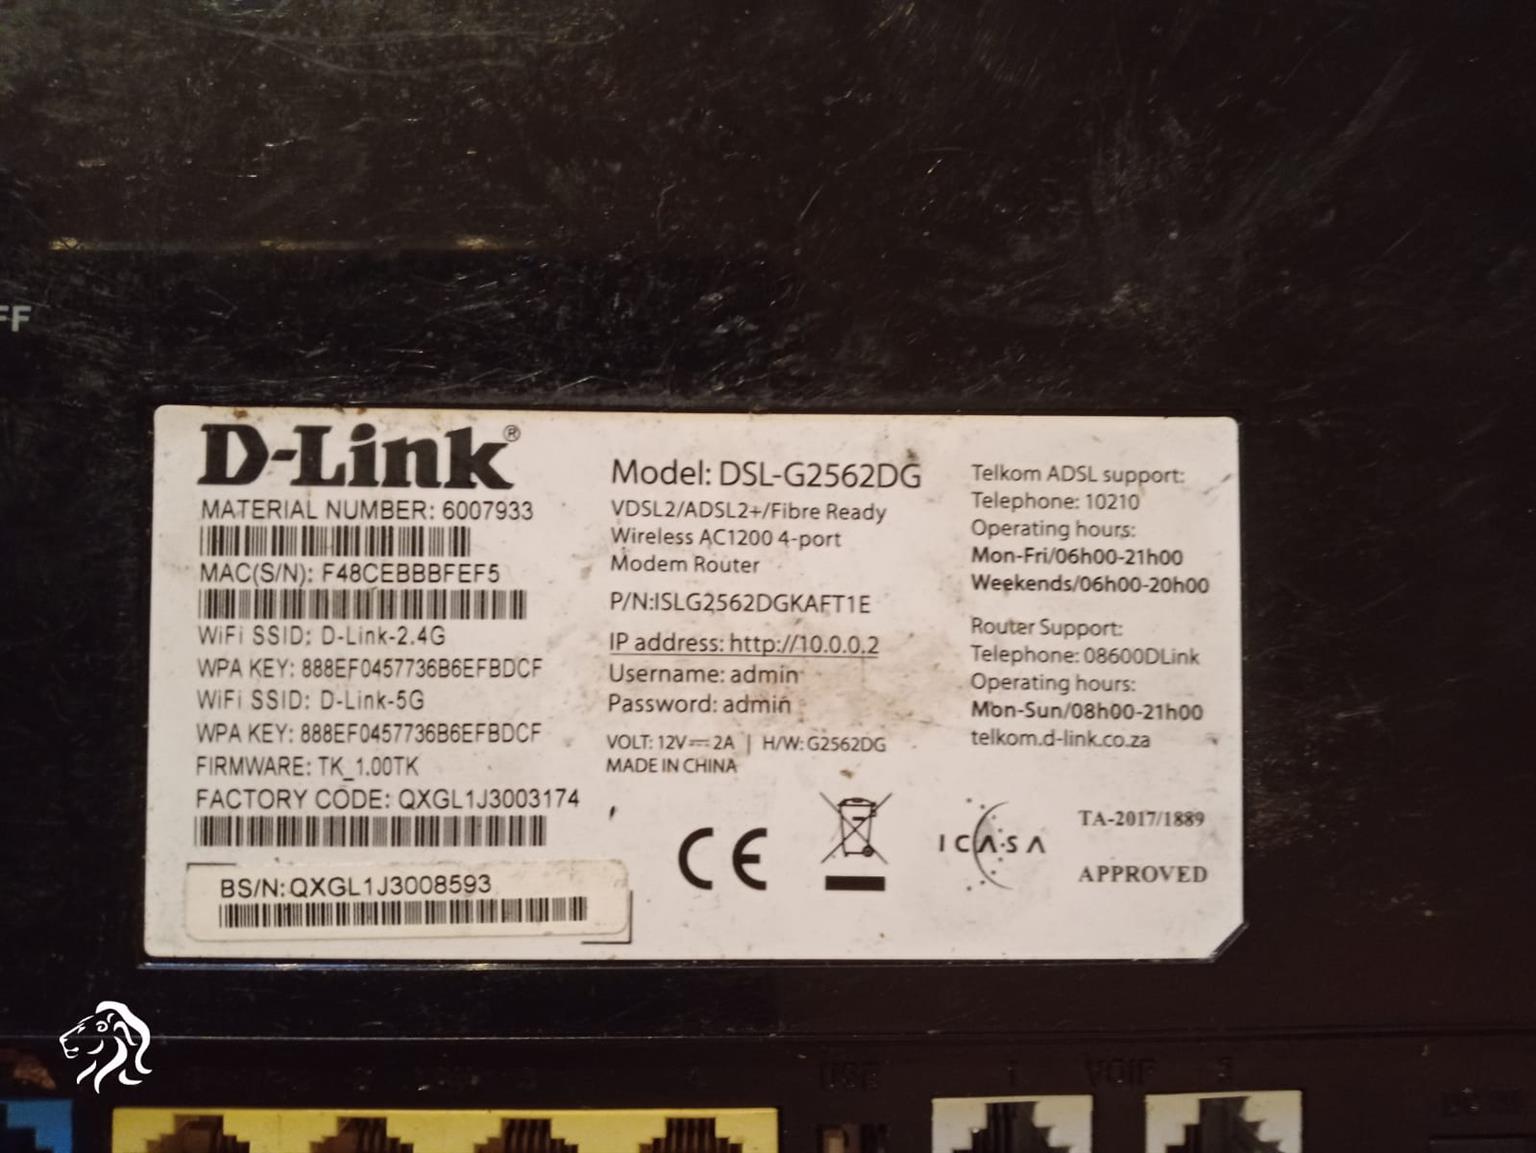 FF
D-Link®
MATERIAL NUMBER: 6007933
MAC(S/N): F48CEBBBFEF5
WiFi SSID: D-Link-2.4G
WPA KEY: 888EF0457736B6EFBDCF
WiFi SSID: D-Link-5G
WPA KEY: 888EF0457736B6EFBDCF
FIRMWARE: TK_1.00TK
FACTORY CODE: QXGL1J3003174
BS/N:QXGL1J3008593
Model: DSL-G2562DG
VDSL2/ADSL2+/Fibre Ready
Wireless AC1200 4-port
Modem Router
P/N:ISLG2562DGKAFT1E
IP address: http://10.0.0.2
Username: admin
Password: admin
VOLT: 12V⎓2A | H/W: G2562DG
MADE IN CHINA
CE
Telkom ADSL support:
Telephone: 10210
Operating hours:
Mon-Fri/06h00-21h00
Weekends/06h00-20h00
Router Support:
Telephone: 08600DLink
Operating hours:
Mon-Sun/08h00-21h00
telkom.d-link.co.za
ICASA
TA-2017/1889
APPROVED
USB
1 VOIP 2